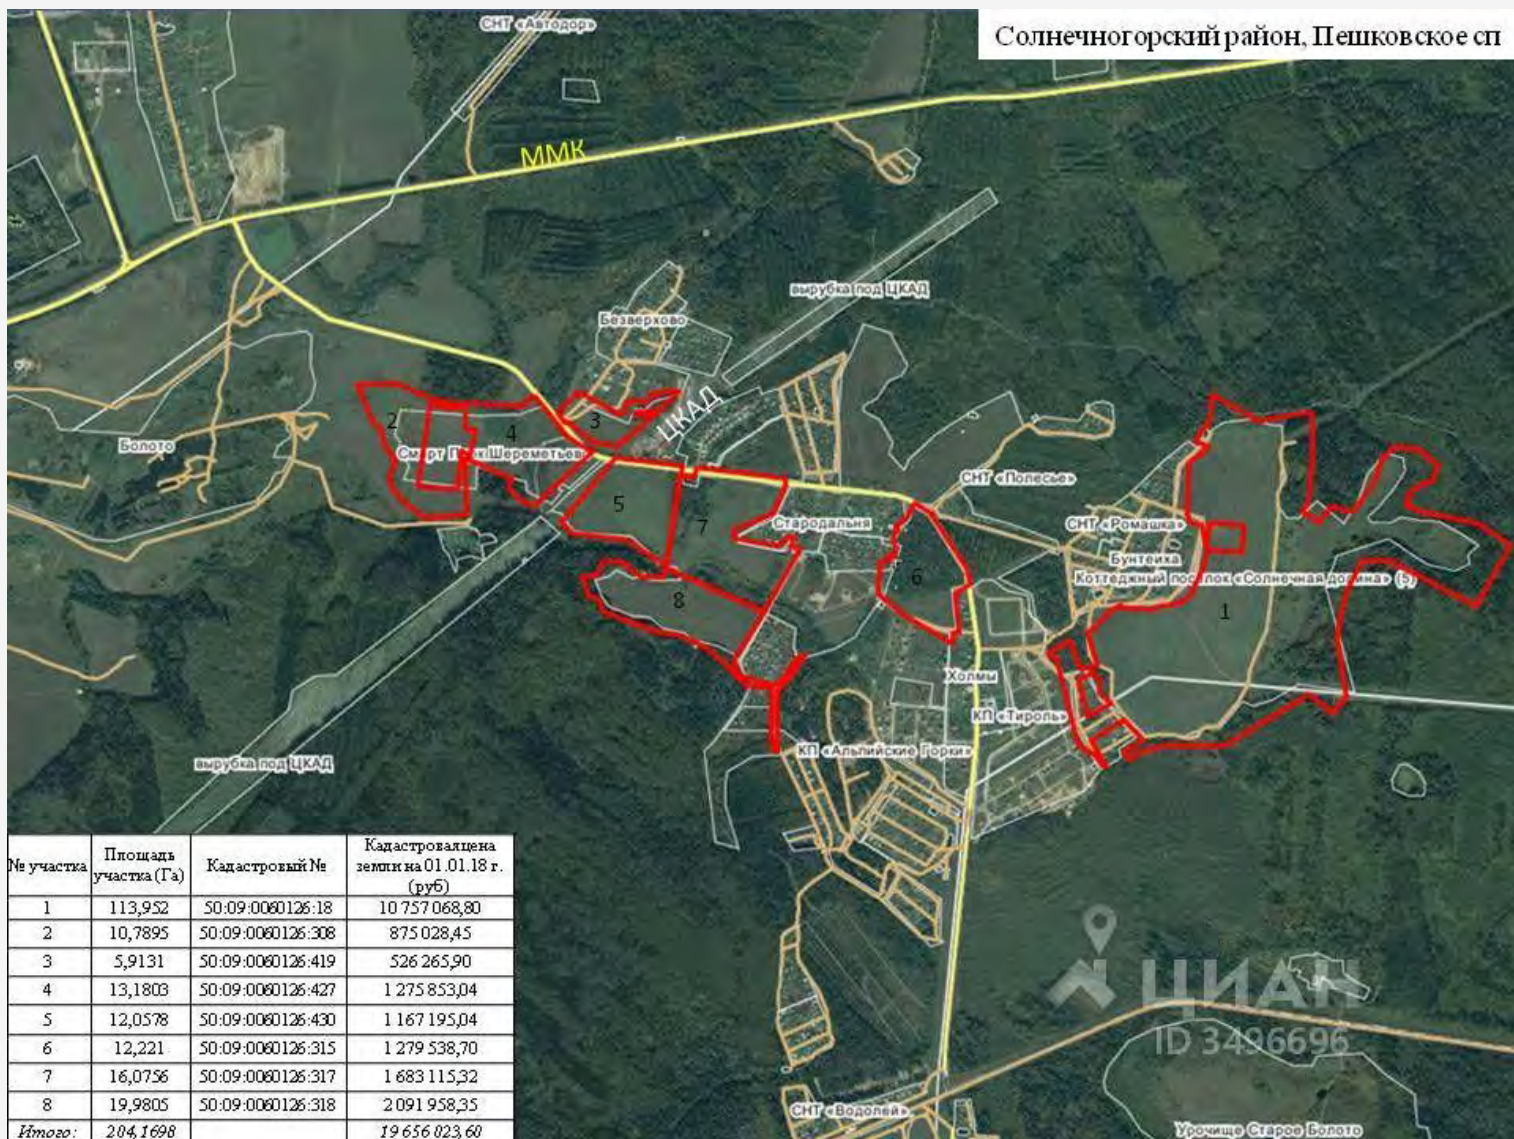 СНТ «Автодор»
Солнечногорский район, Пешковское сп
ММК
вырубка под ЦКАД
Безверхово
ЦКАД
2
3
4
Болото
Смарт Парк Шереметьев
СНТ «Полесье»
5
7
Стародальня
СНТ «Ромашка»
Бунтеиха
6
Коттеджный поселок «Солнечная долина» (5)
8
1
Холмы
КП «Тироль»
КП «Альпийские Горки»
вырубка под ЦКАД
№ участка Площадь участка (Га) Кадастровый № Кадастровая цена земли на 01.01.18 г. (руб)
1 113,952 50:09:0060126:18 10 757 068,80
2 10,7895 50:09:0060126:308 875 028,45
3 5,9131 50:09:0060126:419 526 265,90
4 13,1803 50:09:0060126:427 1 275 853,04
5 12,0578 50:09:0060126:430 1 167 195,04
6 12,221 50:09:0060126:315 1 279 538,70
7 16,0756 50:09:0060126:317 1 683 115,32
8 19,9805 50:09:0060126:318 2 091 958,35
Итого: 204,1698 19 656 023,60
ЦИАН
ID 3496696
СНТ «Водолей»
Урочище Старое Болото